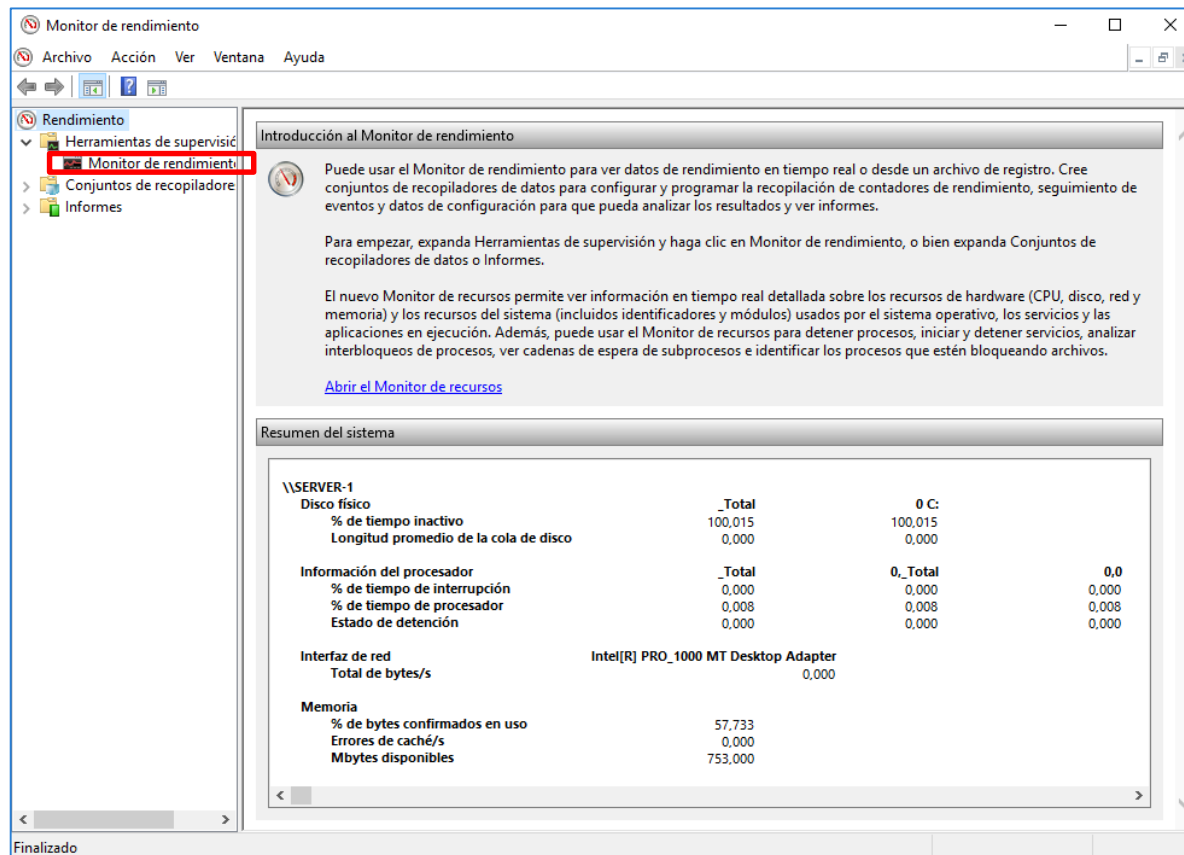 Monitor de rendimiento
Archivo Acción Ver Ventana Ayuda
Rendimiento
Herramientas de supervisió
Monitor de rendimient
Conjuntos de recopiladore
Informes
Introducción al Monitor de rendimiento
Puede usar el Monitor de rendimiento para ver datos de rendimiento en tiempo real o desde un archivo de registro. Cree
conjuntos de recopiladores de datos para configurar y programar la recopilación de contadores de rendimiento, seguimiento de
eventos y datos de configuración para que pueda analizar los resultados y ver informes.
Para empezar, expanda Herramientas de supervisión y haga clic en Monitor de rendimiento, o bien expanda Conjuntos de
recopiladores de datos o Informes.
El nuevo Monitor de recursos permite ver información en tiempo real detallada sobre los recursos de hardware (CPU, disco, red y
memoria) y los recursos del sistema (incluidos identificadores y módulos) usados por el sistema operativo, los servicios y las
aplicaciones en ejecución. Además, puede usar el Monitor de recursos para detener procesos, iniciar y detener servicios, analizar
interbloqueos de procesos, ver cadenas de espera de subprocesos e identificar los procesos que estén bloqueando archivos.
Abrir el Monitor de recursos
Resumen del sistema
\\SERVER-1
Disco físico _Total 0 C:
% de tiempo inactivo 100,015 100,015
Longitud promedio de la cola de disco 0,000 0,000
Información del procesador _Total 0,_Total 0,0
% de tiempo de interrupción 0,000 0,000 0,000
% de tiempo de procesador 0,008 0,008 0,008
Estado de detención 0,000 0,000 0,000
Interfaz de red Intel[R] PRO_1000 MT Desktop Adapter
Total de bytes/s 0,000
Memoria
% de bytes confirmados en uso 57,733
Errores de caché/s 0,000
Mbytes disponibles 753,000
Finalizado